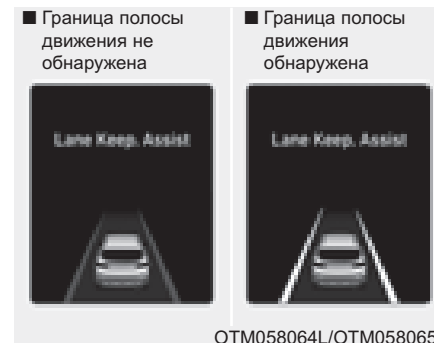 ■ Граница полосы
движения не
обнаружена
■ Граница полосы
движения
обнаружена
Lane Keep. Assist
Lane Keep. Assist
OTM058064L/OTM058065